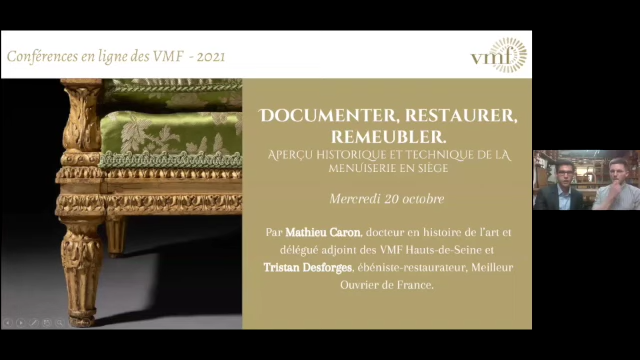 Conférences en ligne des VMF - 2021
vmf
DOCUMENTER, RESTAURER,
REMEUBLER.
APERÇU HISTORIQUE ET TECHNIQUE DE LA
MENUISERIE EN SIÈGE
Mercredi 20 octobre
Par Mathieu Caron, docteur en histoire de l'art et
délégué adjoint des VMF Hauts-de-Seine et
Tristan Desforges, ébéniste-restaurateur, Meilleur
Ouvrier de France.